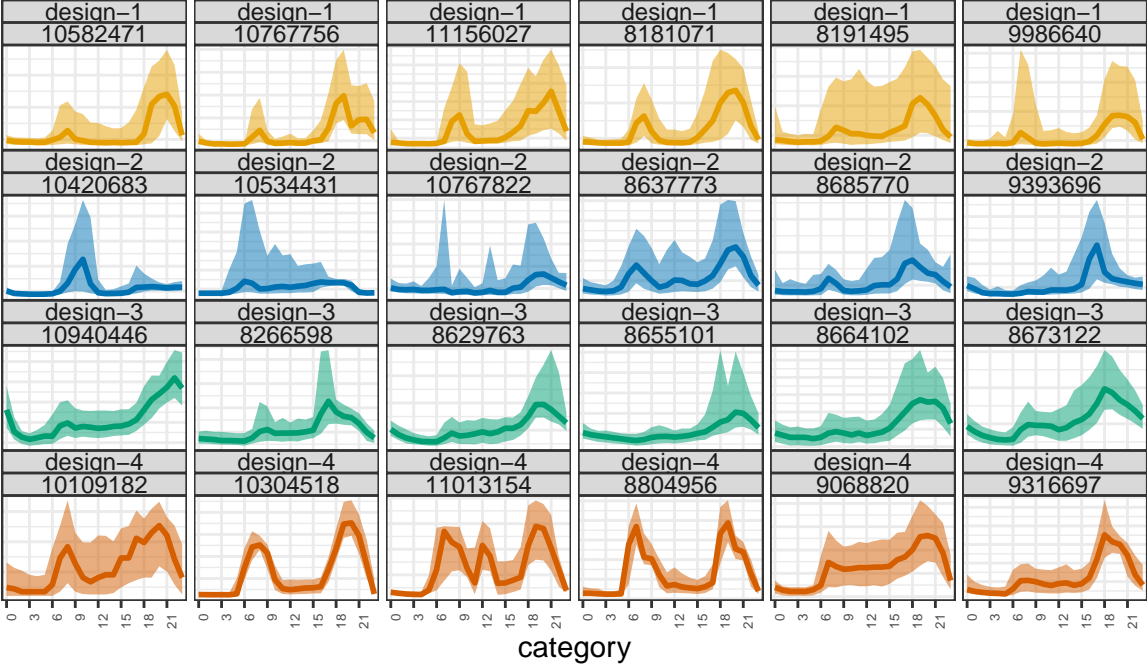 design−1 design−1 design−1 design−1 design−1 design−1
10582471 10767756 11156027 8181071 8191495 9986640
design−2 design−2 design−2 design−2 design−2 design−2
10420683 10534431 10767822 8637773 8685770 9393696
design−3 design−3 design−3 design−3 design−3 design−3
10940446 8266598 8629763 8655101 8664102 8673122
design−4 design−4 design−4 design−4 design−4 design−4
10109182 10304518 11013154 8804956 9068820 9316697
0 3 6 9 12 15 18 21 0 3 6 9 12 15 18 21 0 3 6 9 12 15 18 21 0 3 6 9 12 15 18 21 0 3 6 9 12 15 18 21 0 3 6 9 12 15 18 21
category